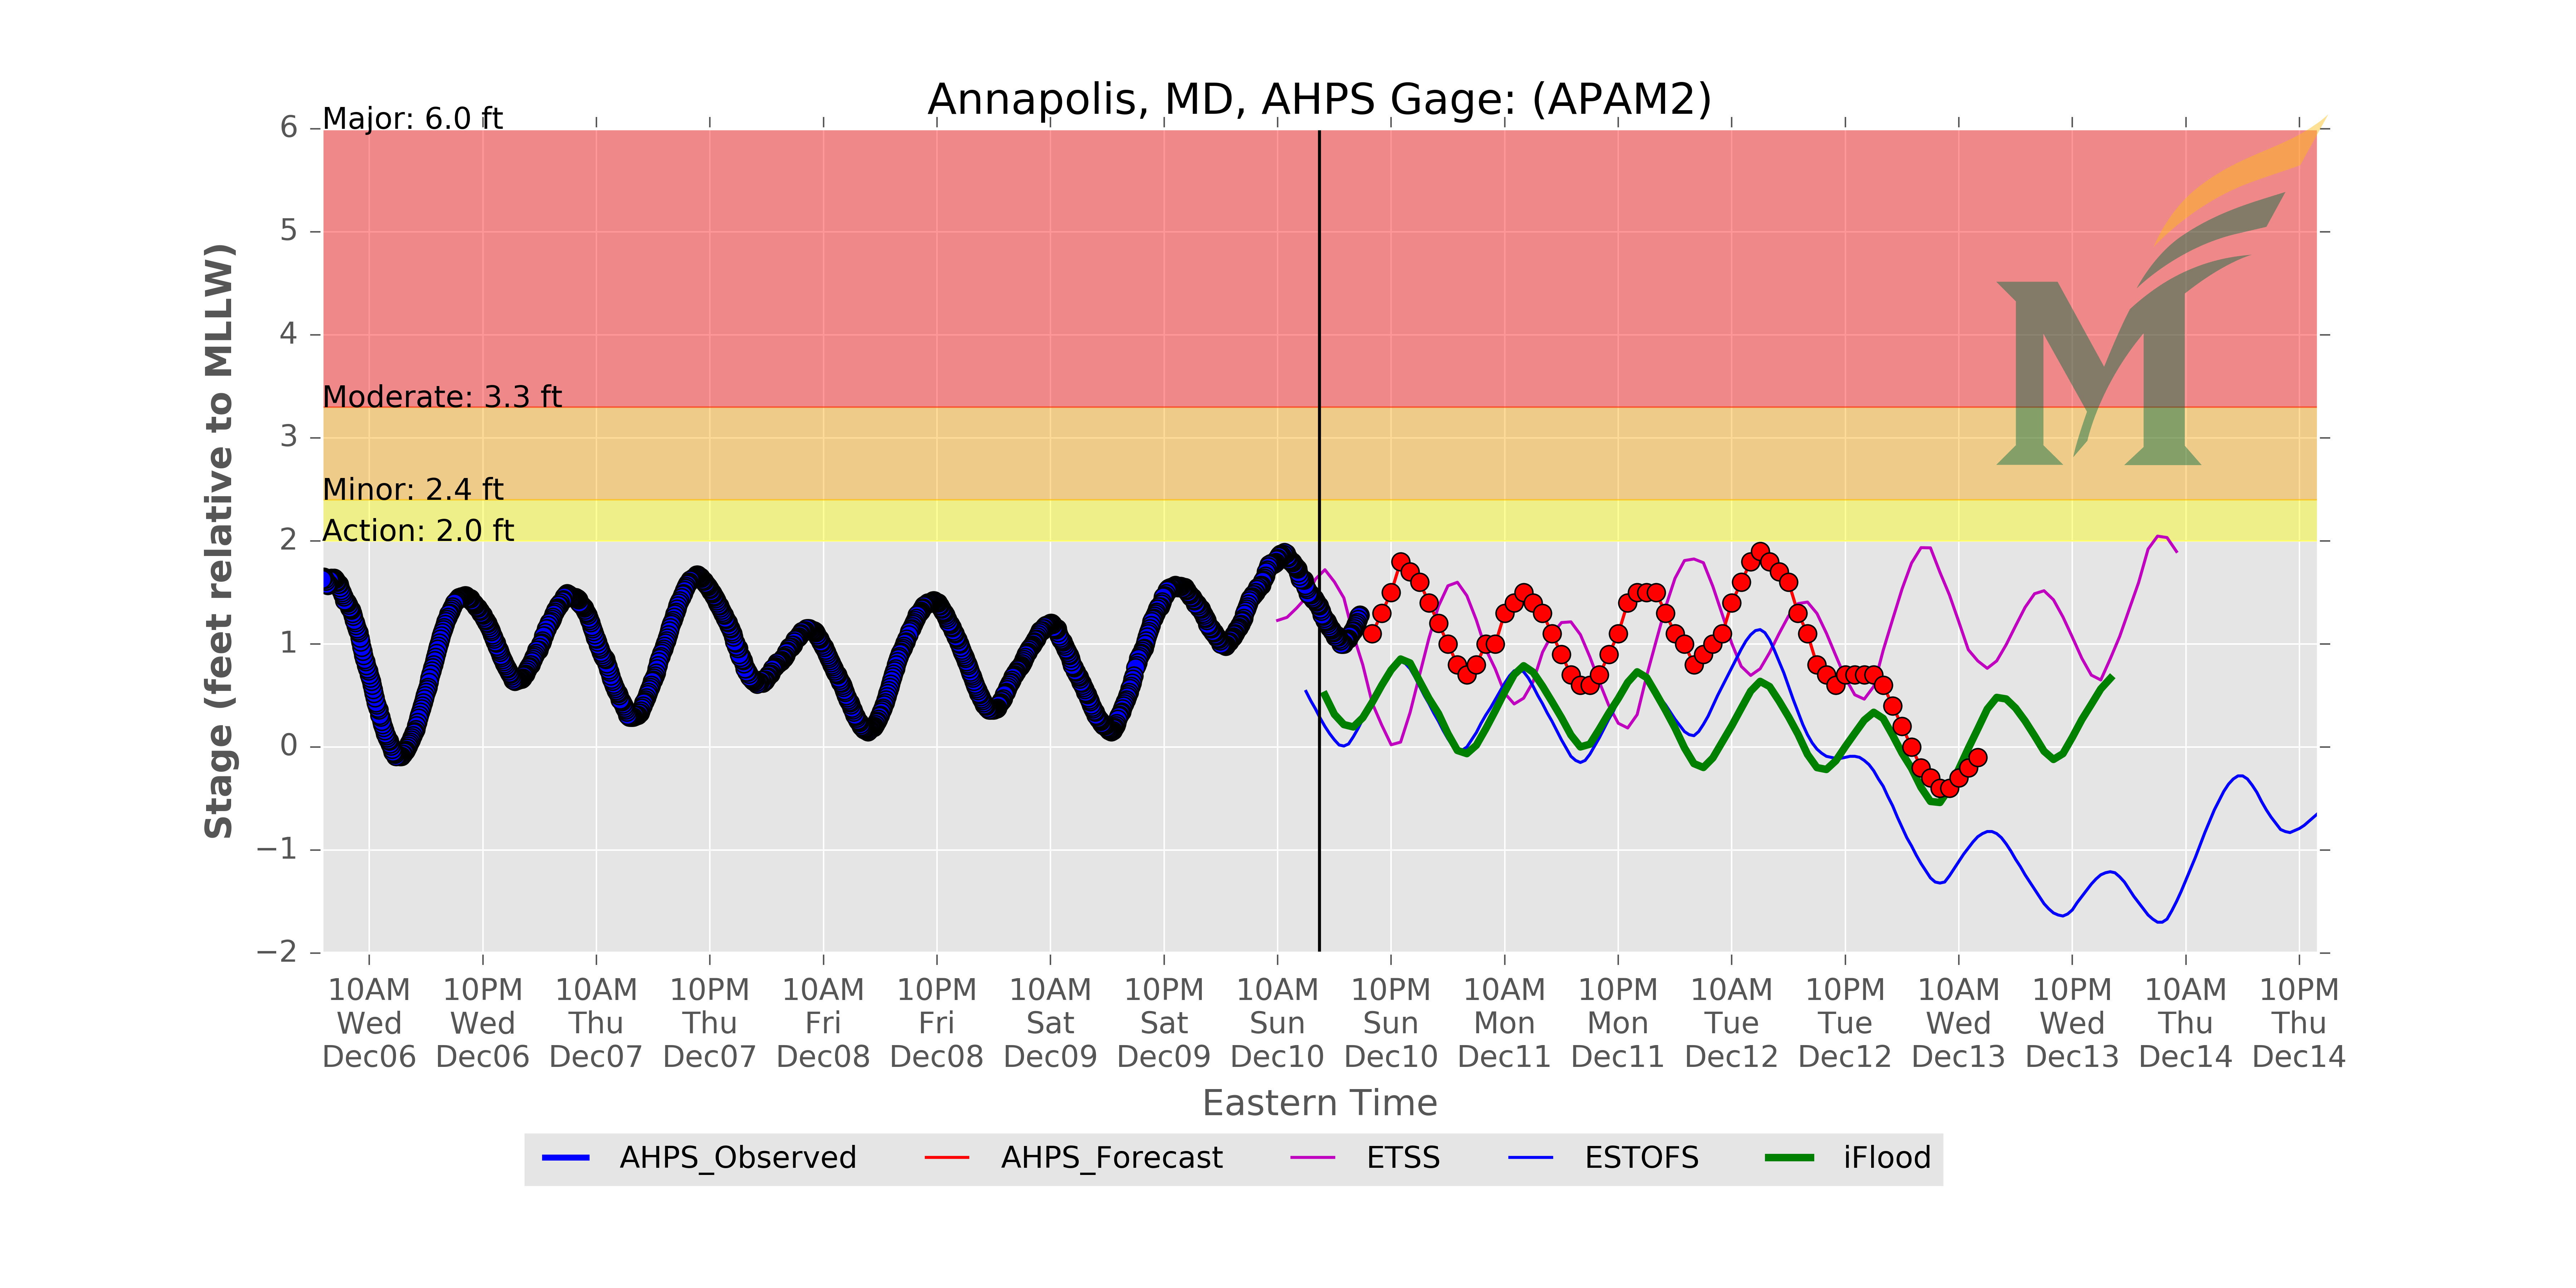 Annapolis, MD, AHPS Gage: (APAM2)
Major: 6.0 ft
Moderate: 3.3 ft
Minor: 2.4 ft
Action: 2.0 ft
Stage (feet relative to MLLW)
6
5
4
3
2
1
0
−1
−2
10AM 10PM 10AM 10PM 10AM 10PM 10AM 10PM 10AM 10PM 10AM 10PM 10AM 10PM 10AM 10PM 10AM 10PM
Wed Wed Thu Thu Fri Fri Sat Sat Sun Sun Mon Mon Tue Tue Wed Wed Thu Thu
Dec06 Dec06 Dec07 Dec07 Dec08 Dec08 Dec09 Dec09 Dec10 Dec10 Dec11 Dec11 Dec12 Dec12 Dec13 Dec13 Dec14 Dec14
Eastern Time
AHPS_Observed AHPS_Forecast ETSS ESTOFS iFlood
M